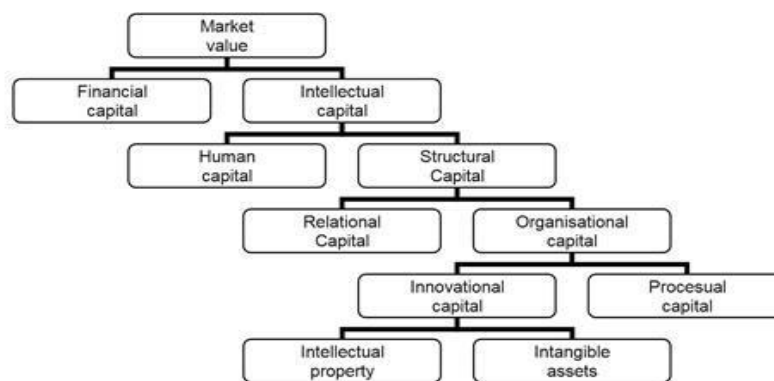 Market
value
Financial
capital
Intellectual
capital
Human
capital
Structural
Capital
Relational
Capital
Organisational
capital
Innovational
capital
Procesual
capital
Intellectual
property
Intangible
assets